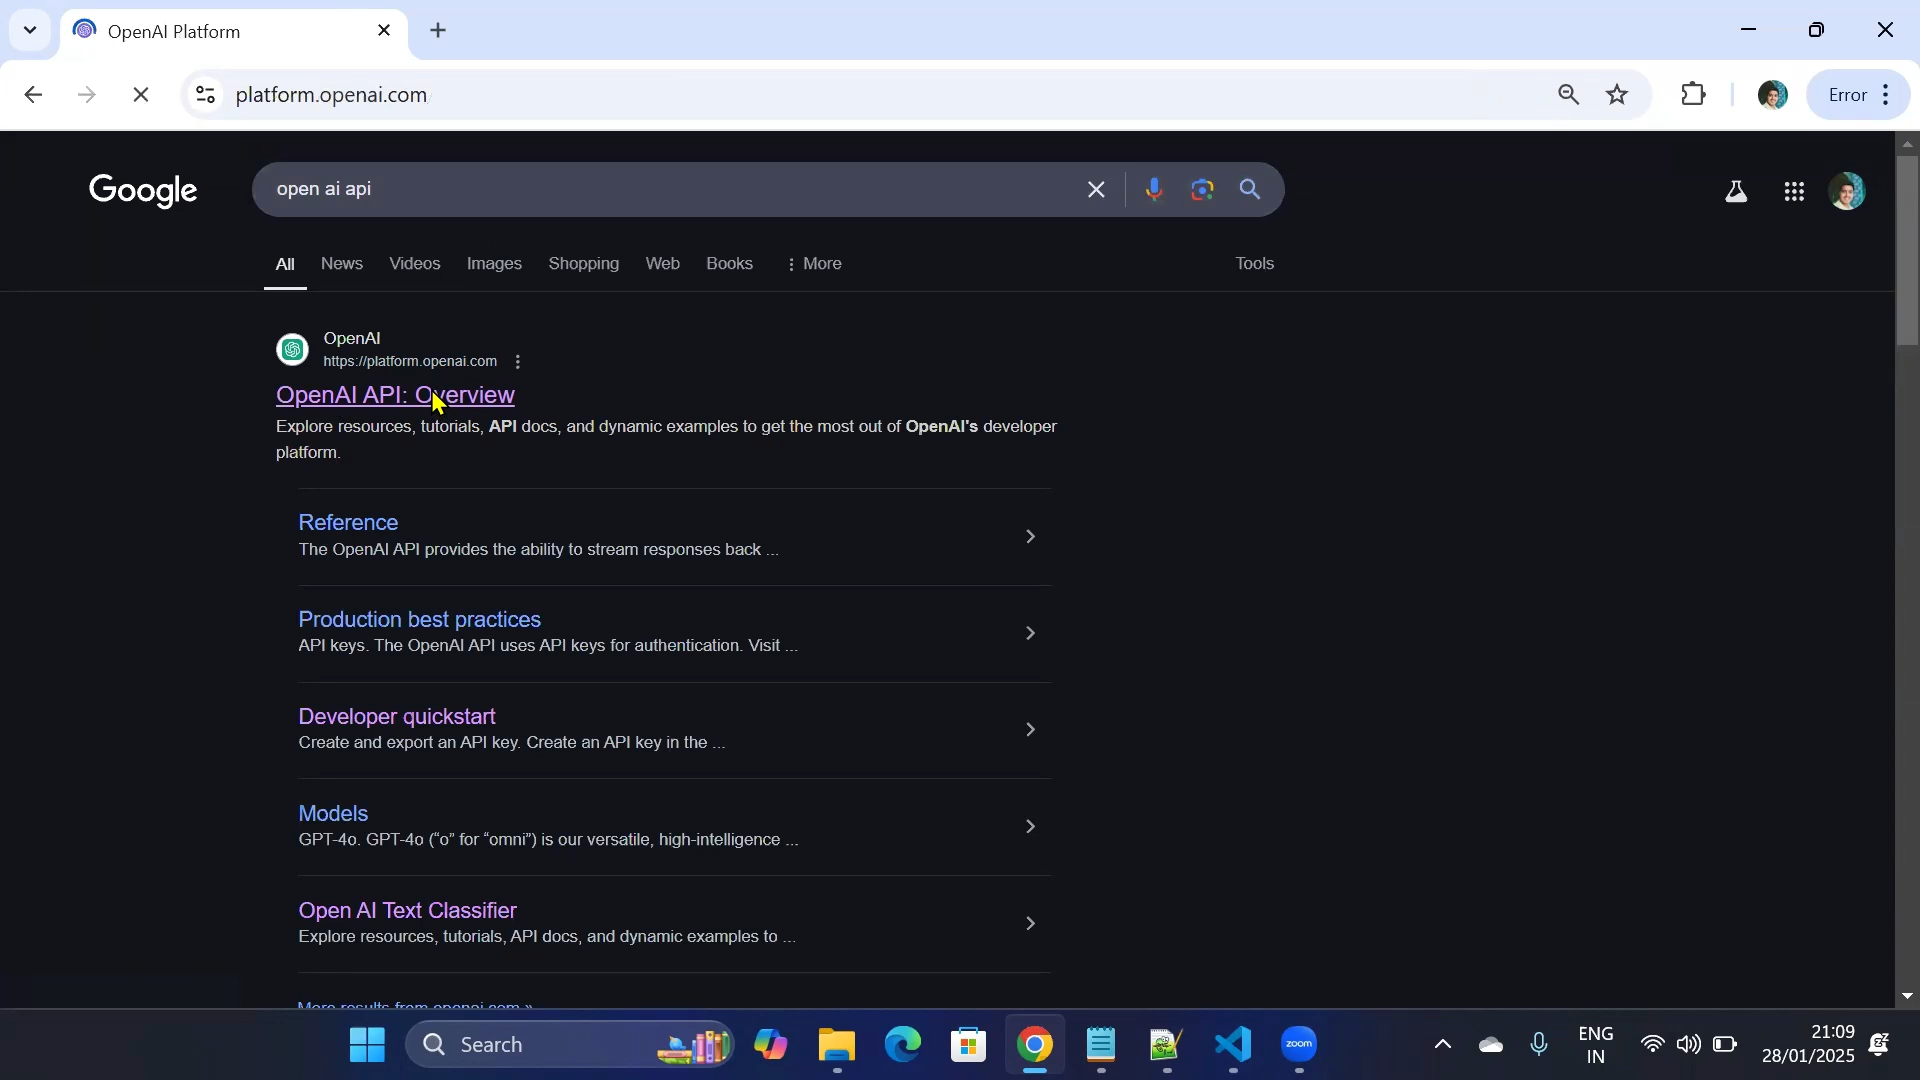 OpenAI Platform
platform.openai.com
Error
Google
open ai api
All News Videos Images Shopping Web Books More Tools
OpenAI
https://platform.openai.com
OpenAI API: Overview
Explore resources, tutorials, API docs, and dynamic examples to get the most out of OpenAI's developer
platform.
Reference
The OpenAI API provides the ability to stream responses back ...
Production best practices
API keys. The OpenAI API uses API keys for authentication. Visit ...
Developer quickstart
Create and export an API key. Create an API key in the ...
Models
GPT-4o. GPT-4o (“o” for “omni”) is our versatile, high-intelligence ...
Open AI Text Classifier
Explore resources, tutorials, API docs, and dynamic examples to ...
More results from openai.com »
Search
zoom
ENG
IN
21:09
28/01/2025